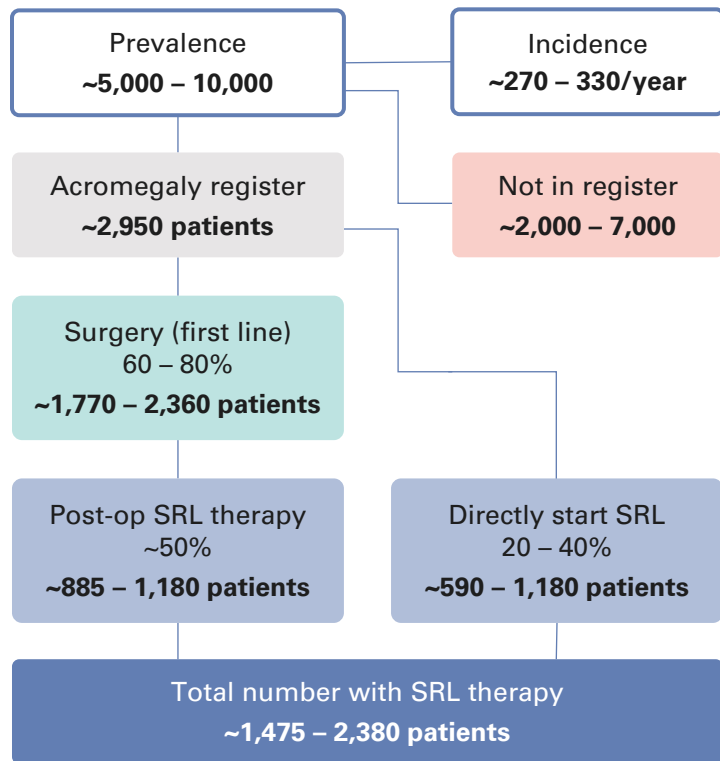 Prevalence
~5,000 – 10,000
Incidence
~270 – 330/year
Acromegaly register
~2,950 patients
Not in register
~2,000 – 7,000
Surgery (first line)
60 – 80%
~1,770 – 2,360 patients
Post-op SRL therapy
~50%
~885 – 1,180 patients
Directly start SRL
20 – 40%
~590 – 1,180 patients
Total number with SRL therapy
~1,475 – 2,380 patients